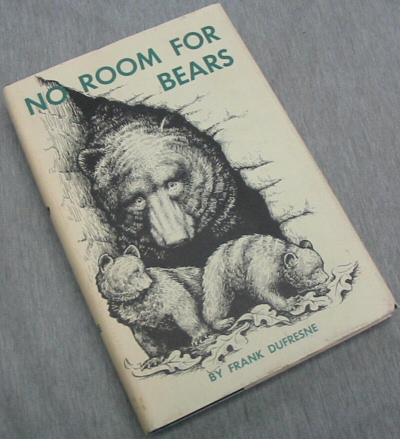 NO ROOM FOR
BEARS
BY FRANK DUFRESNE